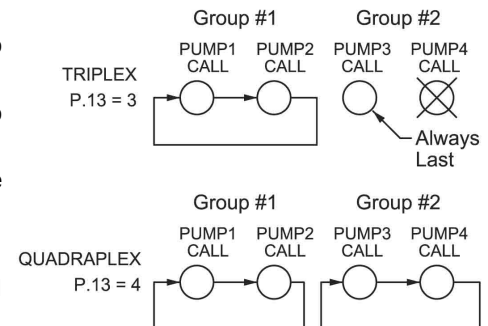 Group #1 Group #2
PUMP1 PUMP2 PUMP3 PUMP4
CALL CALL CALL CALL
TRIPLEX
P.13 = 3
Always
Last
Group #1 Group #2
PUMP1 PUMP2 PUMP3 PUMP4
CALL CALL CALL CALL
QUADRAPLEX
P.13 = 4